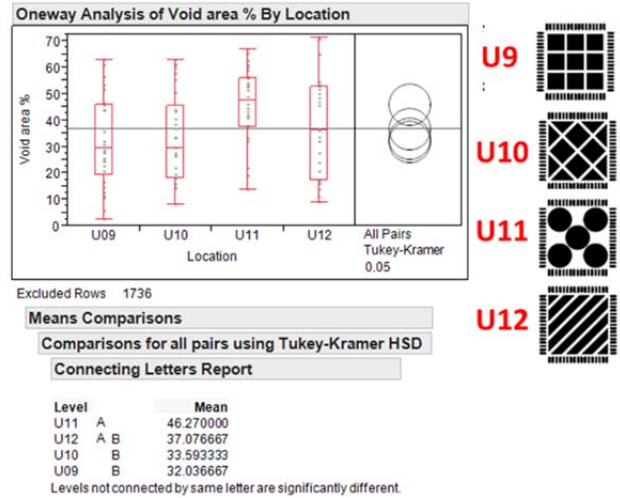 Oneway Analysis of Void area % By Location
70
60
50
40
30
20
10
0
Void area %
U09 U10 U11 U12
Location
All Pairs
Tukey-Kramer
0.05
U9
U10
U11
U12
Excluded Rows 1736
Means Comparisons
Comparisons for all pairs using Tukey-Kramer HSD
Connecting Letters Report
Level Mean
U11 A 46.270000
U12 A B 37.076667
U10 B 33.593333
U09 B 32.036667
Levels not connected by same letter are significantly different.